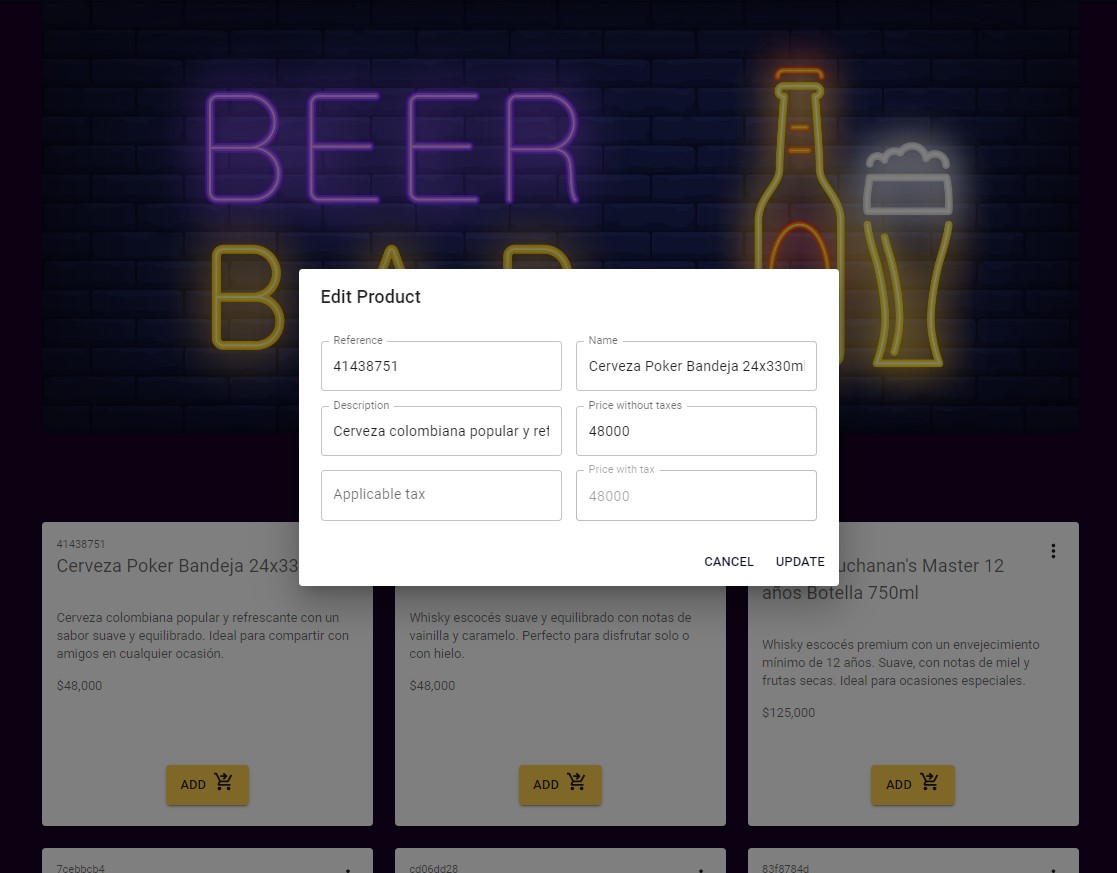 BEER
BAR
Edit Product
Reference
41438751
Name
Cerveza Poker Bandeja 24x330m
Description
Cerveza colombiana popular y ref
Price without taxes
48000
Applicable tax
Price with tax
48000
CANCEL
UPDATE
41438751
Cerveza Poker Bandeja 24x33
Cerveza colombiana popular y refrescante con un
sabor suave y equilibrado. Ideal para compartir con
amigos en cualquier ocasión.
$48,000
ADD
Whisky escocés suave y equilibrado con notas de
vainilla y caramelo. Perfecto para disfrutar solo o
con hielo.
$48,000
ADD
uchanan's Master 12
años Botella 750ml
Whisky escocés premium con un envejecimiento
mínimo de 12 años. Suave, con notas de miel y
frutas secas. Ideal para ocasiones especiales.
$125,000
ADD
7cebbcb4
cd06dd28
83f8784d